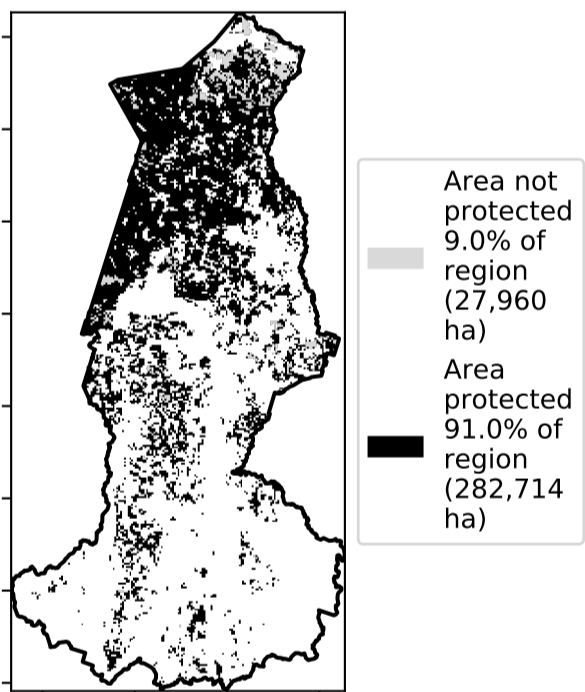 Area not
protected
9.0% of
region
(27,960
ha)
Area
protected
91.0% of
region
(282,714
ha)